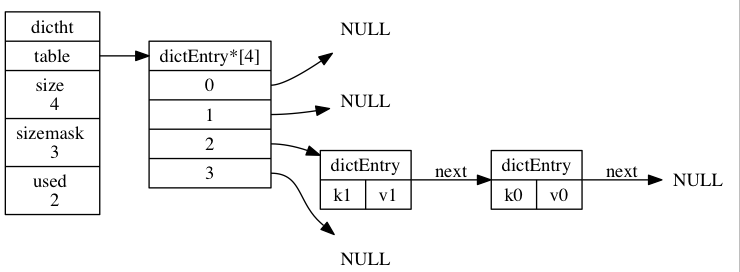 dictht
table
size
4
sizemask
3
used
2
dictEntry*[4]
0
1
2
3
NULL
NULL
dictEntry
k1 v1
next
dictEntry
k0 v0
next
NULL
NULL